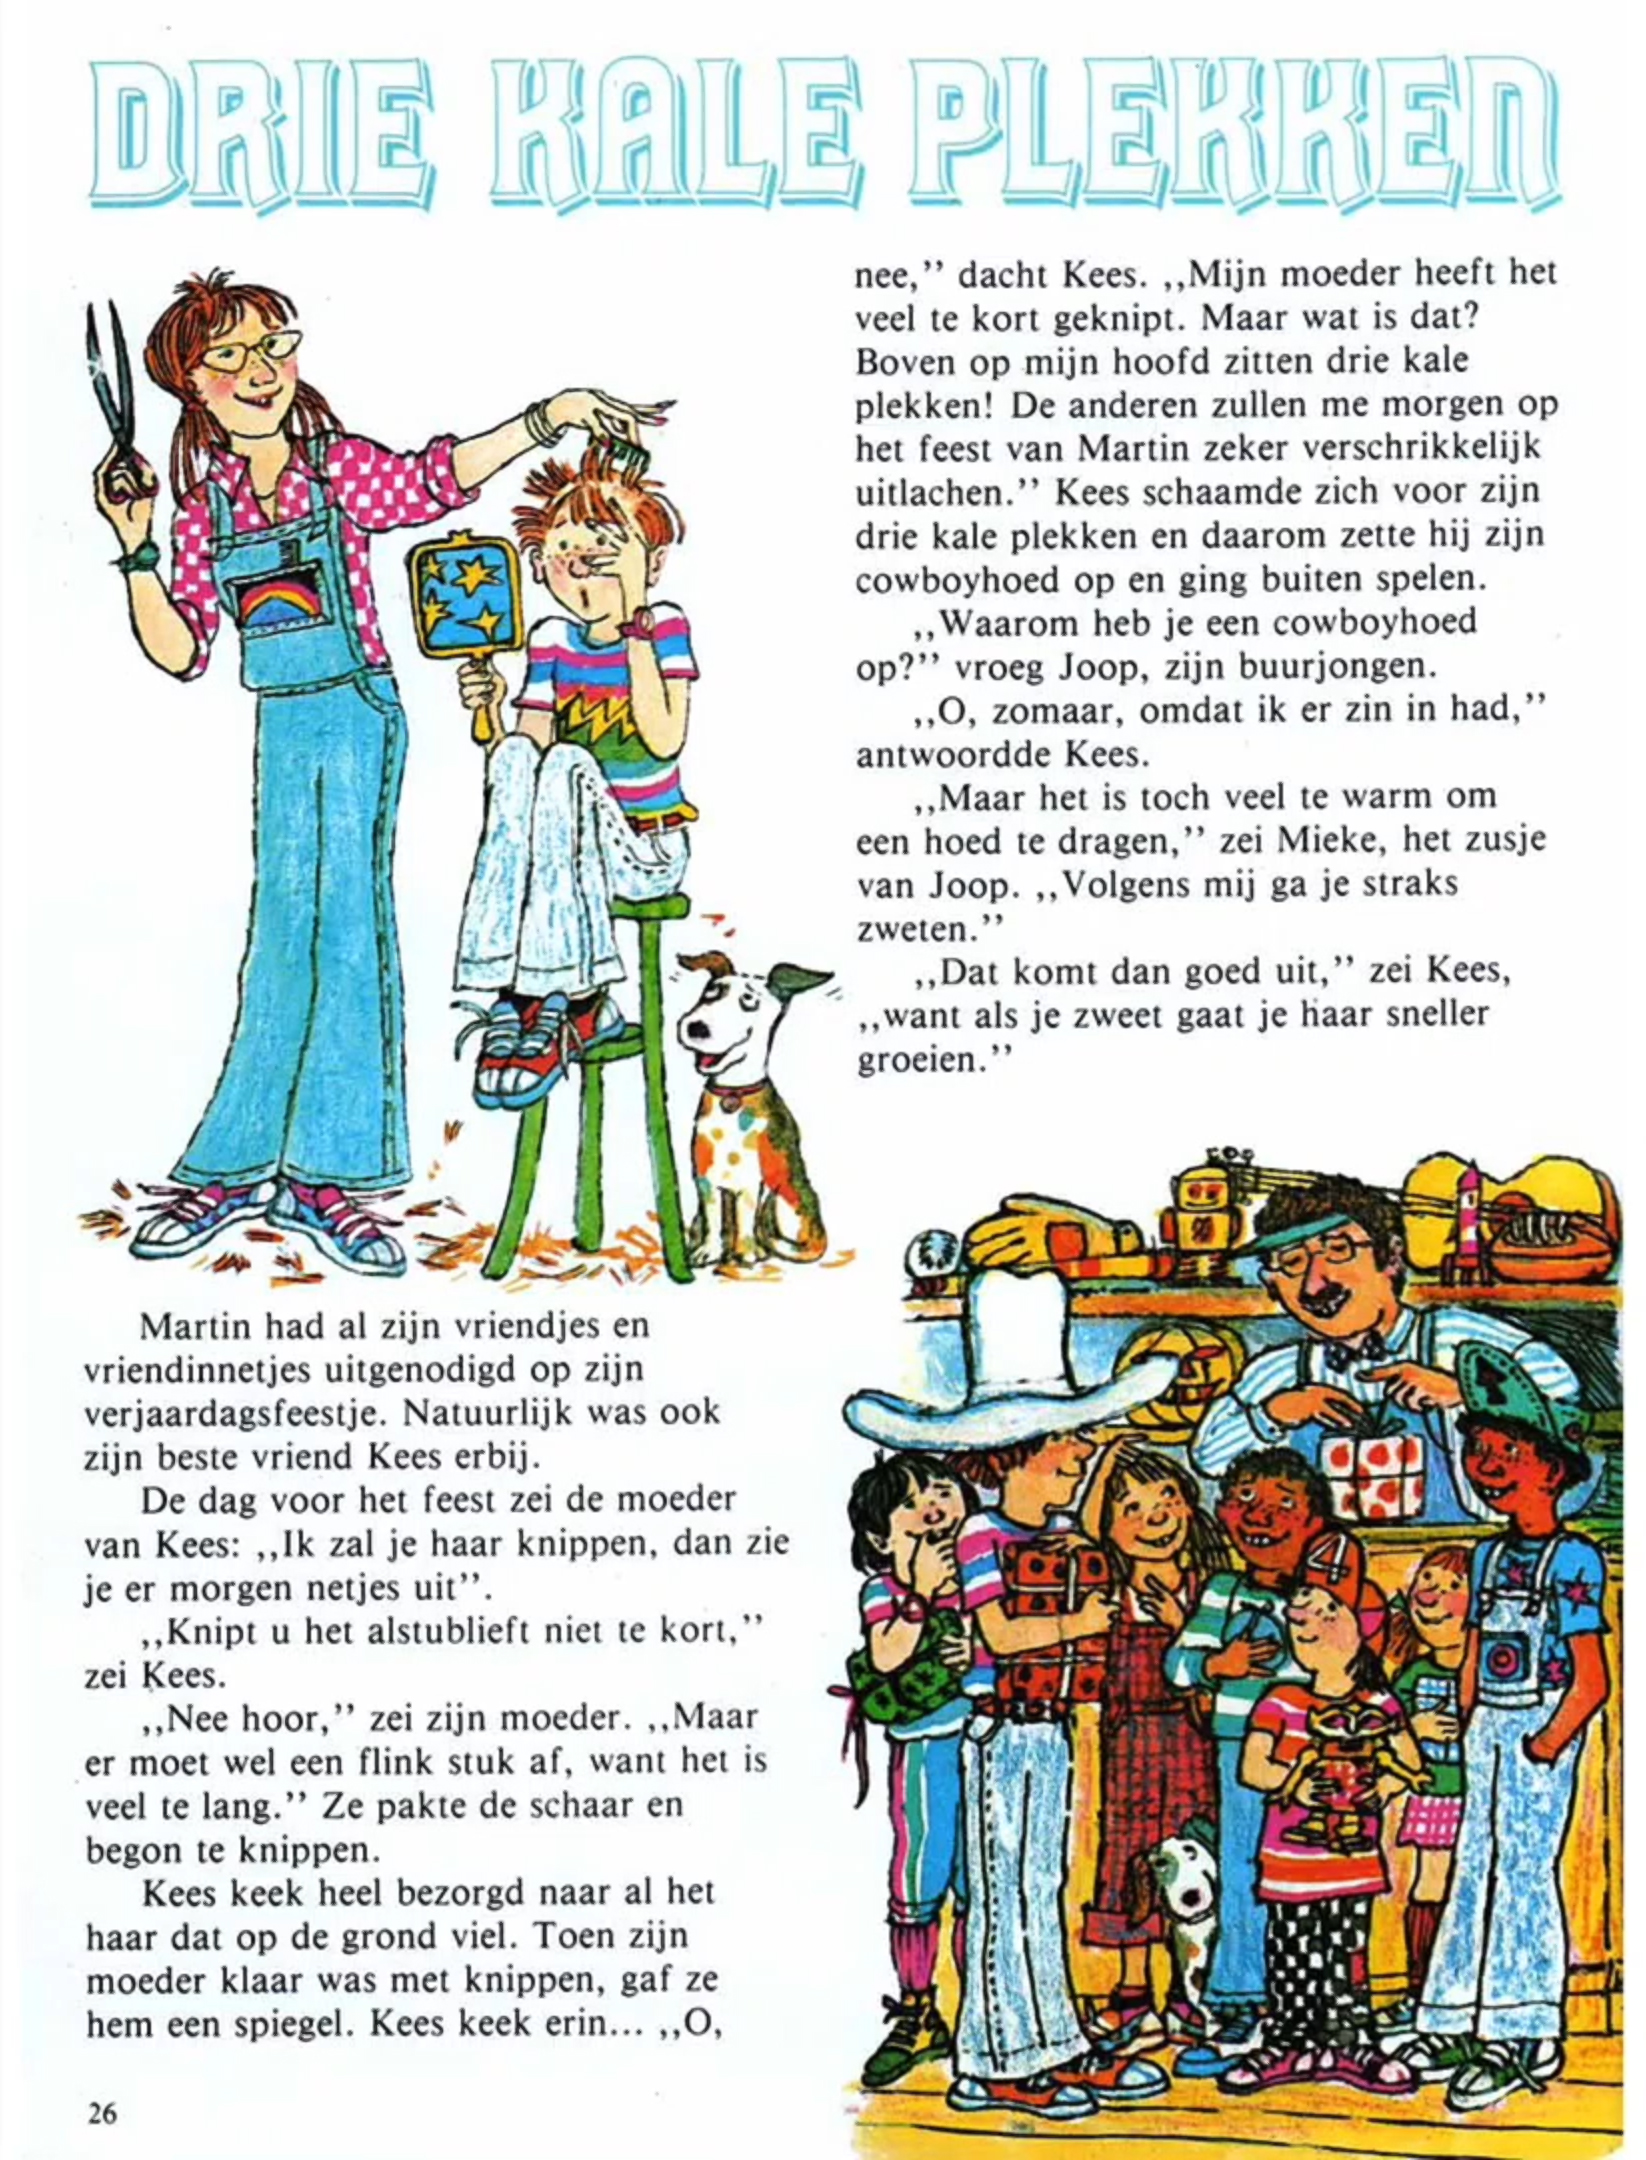 DRIE KALE PLEKKEN
Martin had al zijn vriendjes en
vriendinnetjes uitgenodigd op zijn
verjaardagsfeestje. Natuurlijk was ook
zijn beste vriend Kees erbij.
De dag voor het feest zei de moeder
van Kees: ,,Ik zal je haar knippen, dan zie
je er morgen netjes uit’’.
,,Knipt u het alstublieft niet te kort,’’
zei Kees.
,,Nee hoor,’’ zei zijn moeder. ,,Maar
er moet wel een flink stuk af, want het is
veel te lang.’’ Ze pakte de schaar en
begon te knippen.
Kees keek heel bezorgd naar al het
haar dat op de grond viel. Toen zijn
moeder klaar was met knippen, gaf ze
hem een spiegel. Kees keek erin... ,,O,
nee,’’ dacht Kees. ,,Mijn moeder heeft het
veel te kort geknipt. Maar wat is dat?
Boven op mijn hoofd zitten drie kale
plekken! De anderen zullen me morgen op
het feest van Martin zeker verschrikkelijk
uitlachen.’’ Kees schaamde zich voor zijn
drie kale plekken en daarom zette hij zijn
cowboyhoed op en ging buiten spelen.
,,Waarom heb je een cowboyhoed
op?’’ vroeg Joop, zijn buurjongen.
,,O, zomaar, omdat ik er zin in had,’’
antwoordde Kees.
,,Maar het is toch veel te warm om
een hoed te dragen,’’ zei Mieke, het zusje
van Joop. ,,Volgens mij ga je straks
zweten.’’
,,Dat komt dan goed uit,’’ zei Kees,
,,want als je zweet gaat je haar sneller
groeien.’’
4
26